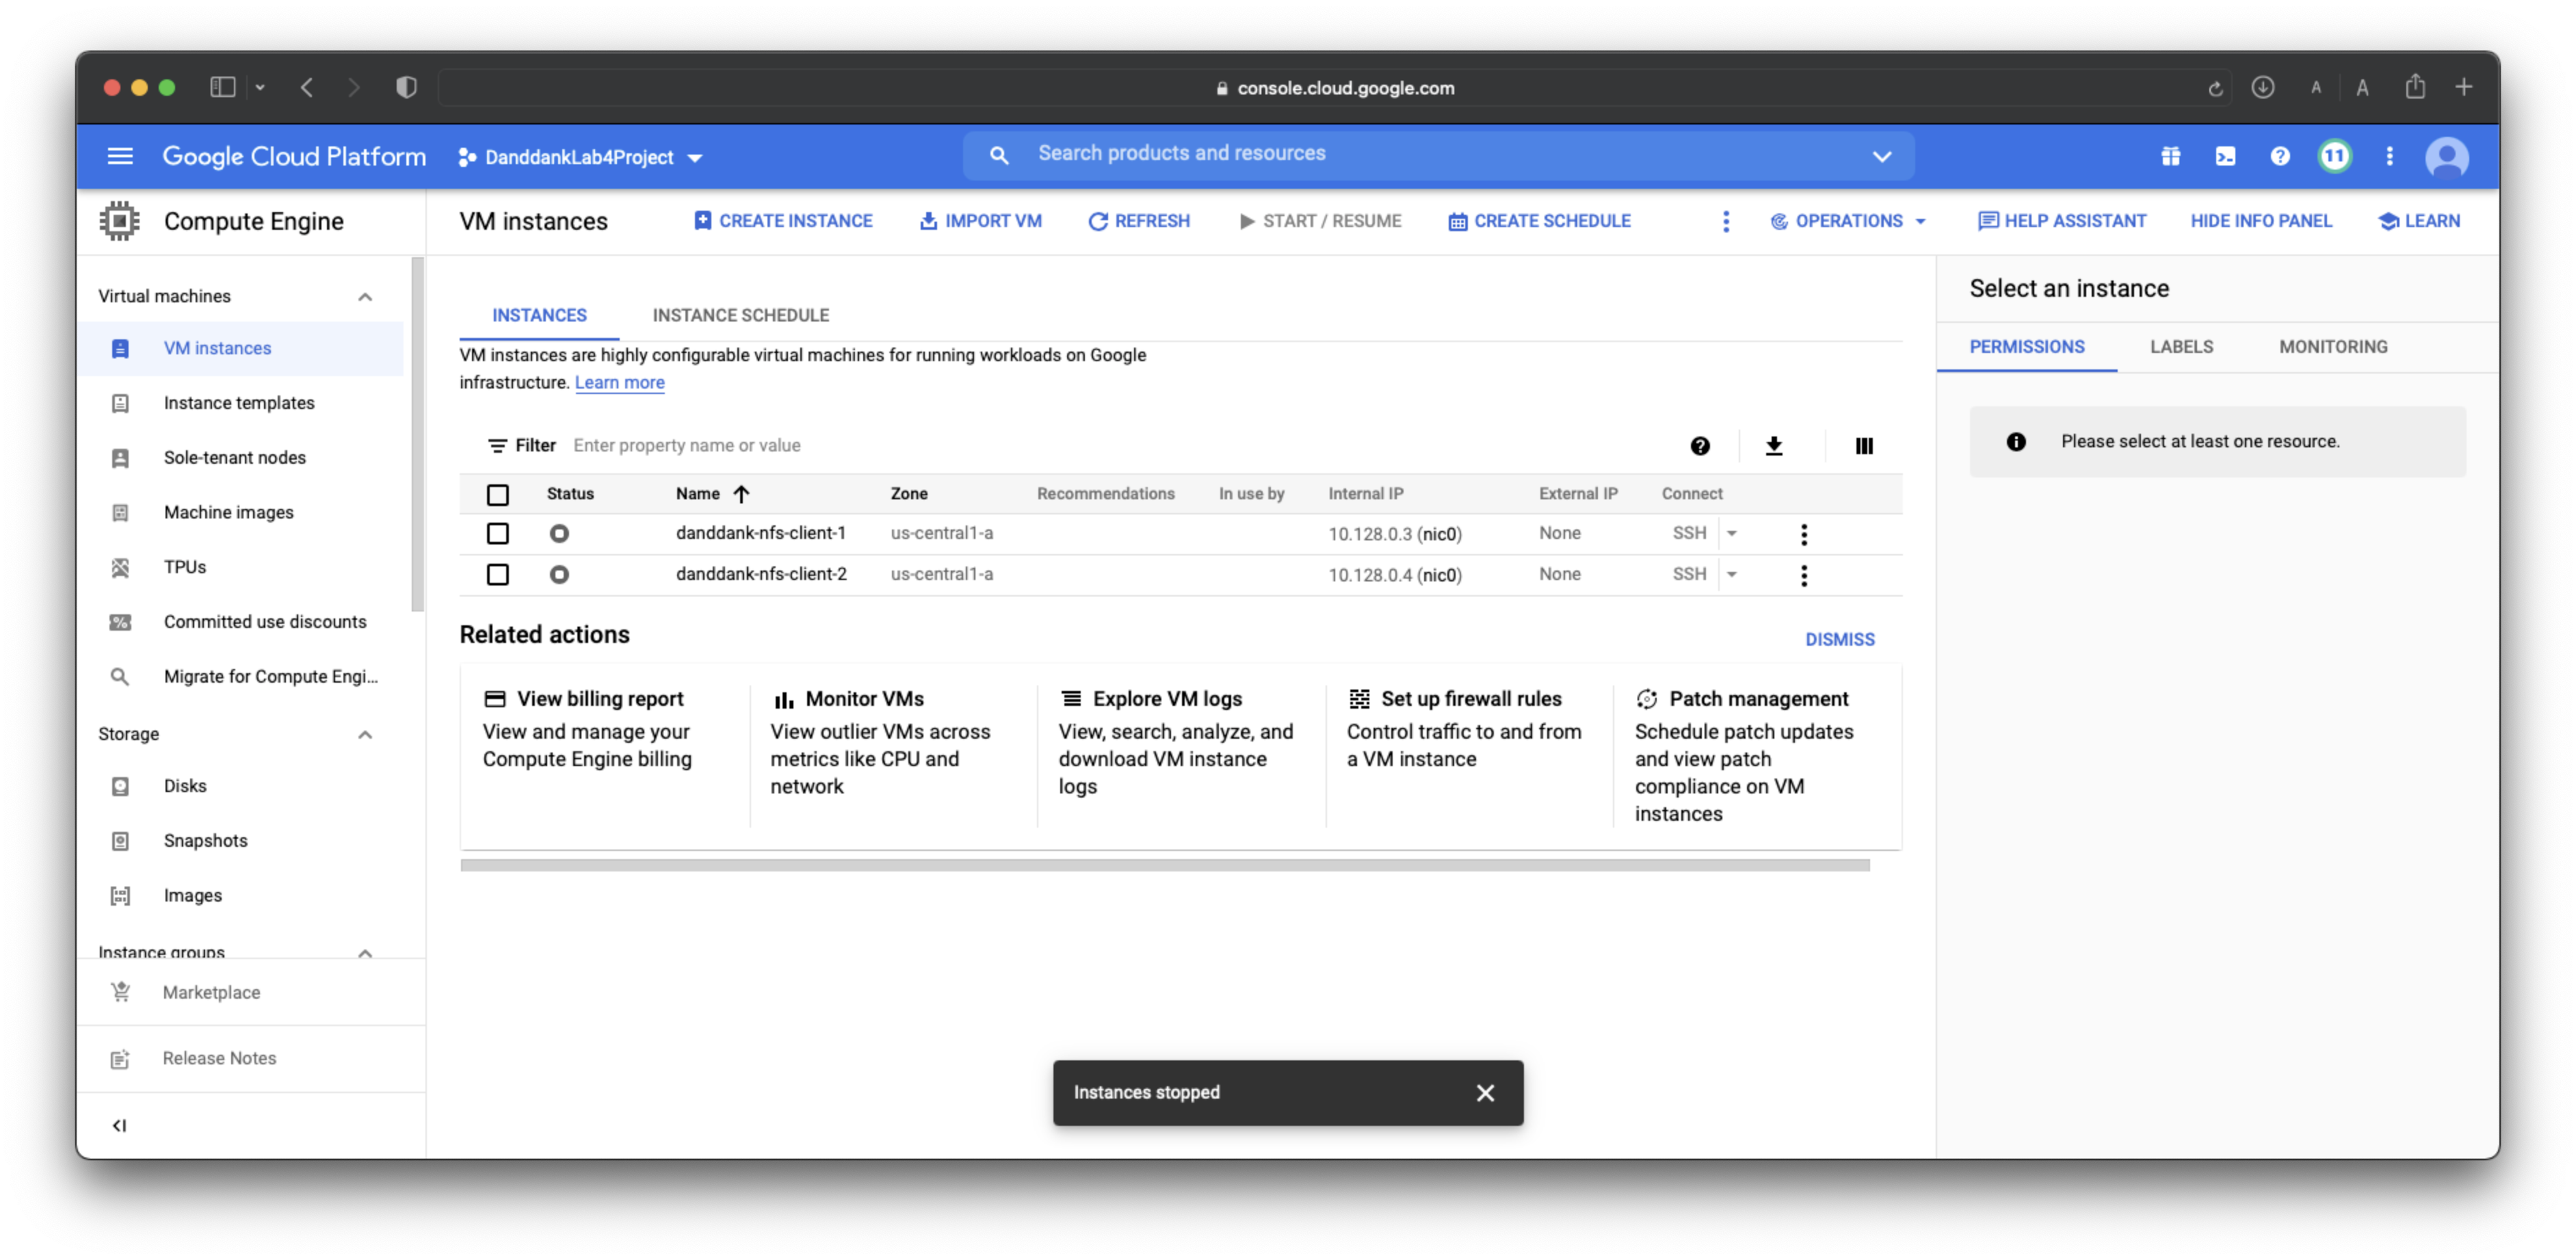 console.cloud.google.com
A A
Google Cloud Platform DanddankLab4Project Search products and resources 11
Compute Engine
VM instances CREATE INSTANCE IMPORT VM REFRESH START / RESUME CREATE SCHEDULE OPERATIONS HELP ASSISTANT HIDE INFO PANEL LEARN
Virtual machines
VM instances
Instance templates
Sole-tenant nodes
Machine images
TPUs
Committed use discounts
Migrate for Compute Engi...
Storage
Disks
Snapshots
Images
Instance groups
Marketplace
Release Notes
INSTANCES INSTANCE SCHEDULE
VM instances are highly configurable virtual machines for running workloads on Google
infrastructure. Learn more
Filter Enter property name or value
Status Name Zone Recommendations In use by Internal IP External IP Connect
danddank-nfs-client-1 us-central1-a 10.128.0.3 (nic0) None SSH
danddank-nfs-client-2 us-central1-a 10.128.0.4 (nic0) None SSH
Related actions DISMISS
View billing report
View and manage your
Compute Engine billing
Monitor VMs
View outlier VMs across
metrics like CPU and
network
Explore VM logs
View, search, analyze, and
download VM instance
logs
Set up firewall rules
Control traffic to and from
a VM instance
Patch management
Schedule patch updates
and view patch
compliance on VM
instances
Instances stopped
Select an instance
PERMISSIONS LABELS MONITORING
Please select at least one resource.